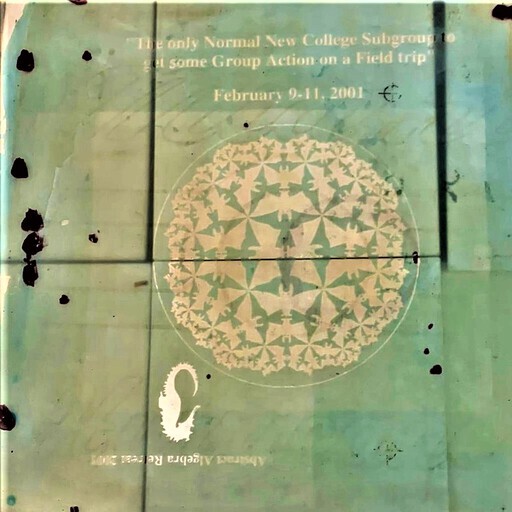 "The only Normal New College Subgroup to
get some Group Action on a Field trip"
February 9-11, 2001
Abstract Algebra Retreat 2001